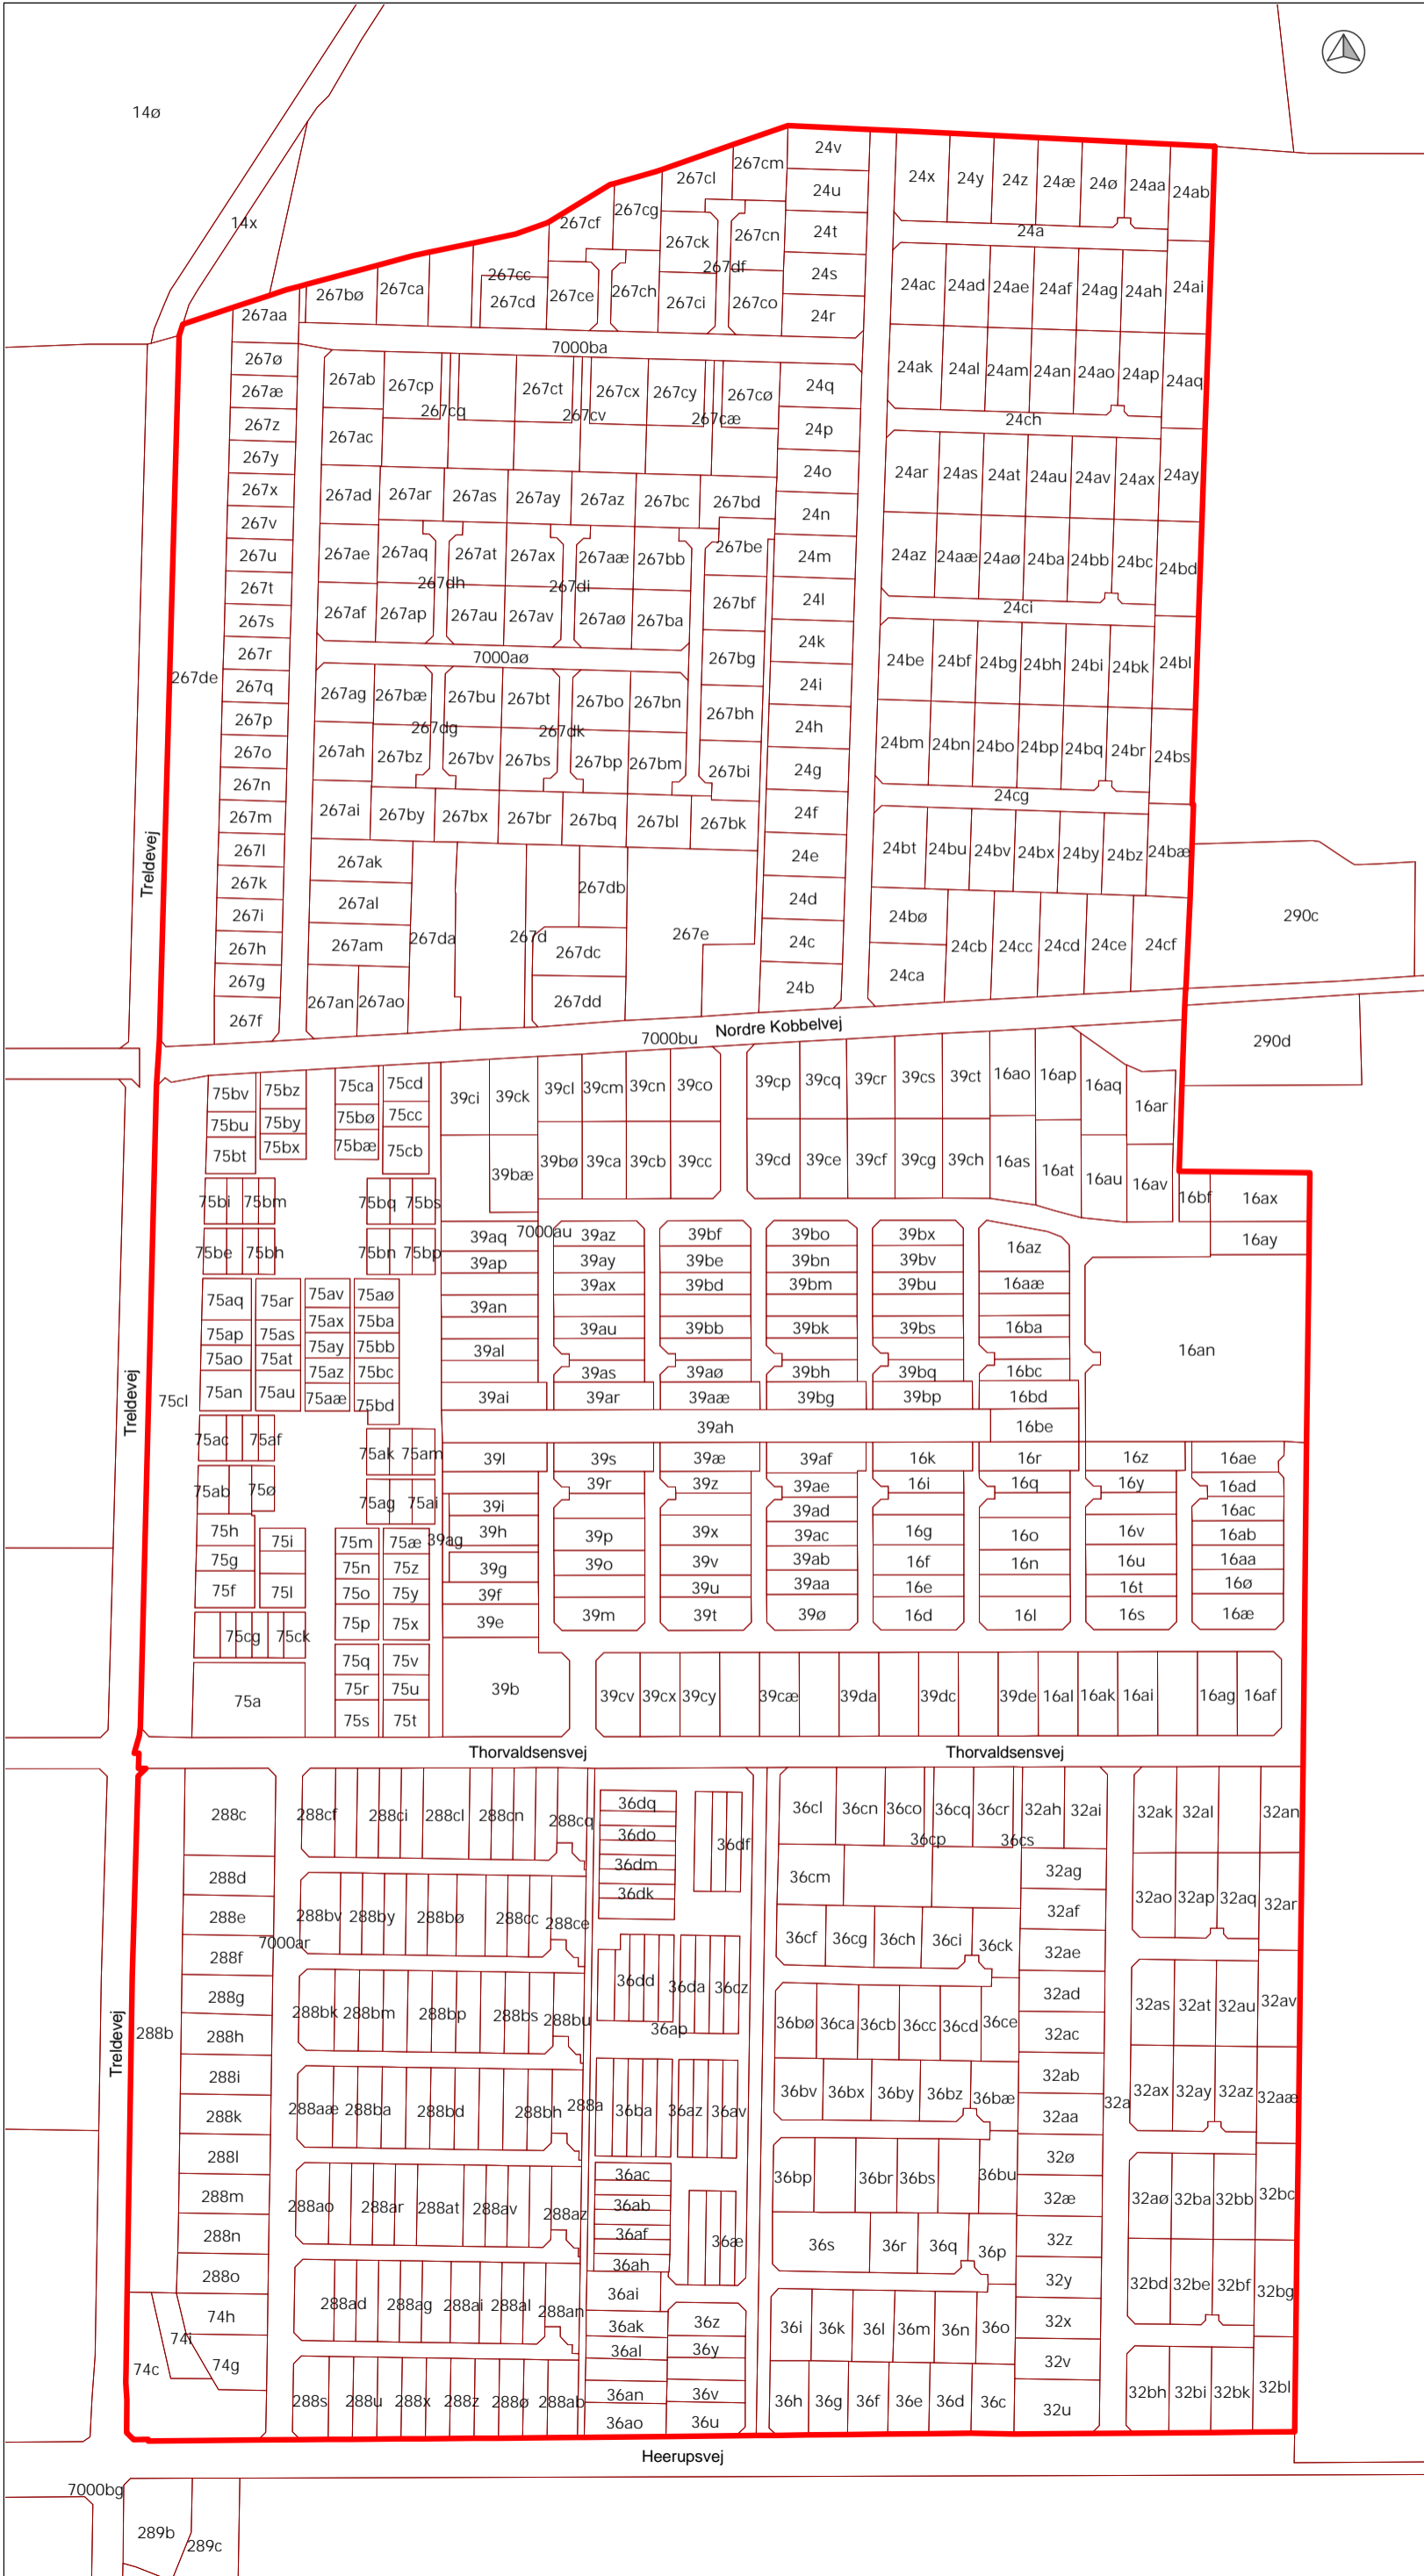 14ø
14x
267cm
24v
267cl
24x 24y 24z 24æ 24ø 24aa 24ab
24u
267cg
267cf
24a
267ck 267cn 24t
267df
24s
267cc
267bø 267ca 267cd 267ce 267ch 267ci 267co
24ac 24ad 24ae 24af 24ag 24ah 24ai
24r
267aa
7000ba
267ø
267æ
267ab 267cp 267ct 267cx 267cy 267cø 24q
24ak 24al 24am 24an 24ao 24ap 24aq
267cq 267cv 267cæ
24ch
267z
267ac
24p
267y
24o
267x
267ad 267ar 267as 267ay 267az 267bc 267bd
24ar 24as 24at 24au 24av 24ax 24ay
24n
267v
267u
267ae 267aq 267at 267ax 267aæ 267bb 267be
24m
24az 24aæ 24aø 24ba 24bb 24bc 24bd
267dh 267di
267t
267s
267af 267ap 267au 267av 267aø 267ba 267bf
24l
24ci
24k
267r
7000aø
267bg
24be 24bf 24bg 24bh 24bi 24bk 24bl
267de
267q
24i
267ag 267bæ 267bu 267bt 267bo 267bn
267p
267bh
267dg 267dk
24h
267o
267ah 267bz 267bv 267bs 267bp 267bm 267bi
24bm 24bn 24bo 24bp 24bq 24br 24bs
24g
267n
24cg
267m
267ai 267by 267bx 267br 267bq 267bl 267bk
24f
267l
267ak
24e
24bt 24bu 24bv 24bx 24by 24bz 24bæ
Treldevej
267k
267db
267al
24d
267i
24bø
290c
267h
267am 267da 267d 267e
267dc
24c
24cb 24cc 24cd 24ce 24cf
267g
24ca
267an 267ao
267dd
24b
267f
Nordre Kobbelvej
7000bu
290d
75bv 75bz 75ca 75cd
39ci 39ck 39cl 39cm 39cn 39co
39cp 39cq 39cr 39cs 39ct 16ao 16ap 16aq 16ar
75bu 75by 75bø 75cc
75bt 75bx 75bæ 75cb
39bæ 39bø 39ca 39cb 39cc
39cd 39ce 39cf 39cg 39ch 16as 16at 16au 16av
75bi 75bm 75bq 75bs
16bf 16ax
7000au
39aq 39az 39bf 39bo 39bx
16ay
75be 75bh 75bn 75bp
16az
39ap 39ay 39be 39bn 39bv
39ax 39bd 39bm 39bu 16aæ
75aq 75ar 75av 75aø
39an
75ax 75ba
39au 39bb 39bk 39bs 16ba
75ap 75as
75ay 75bb
39al
16an
75ao 75at
75az 75bc
39as 39aø 39bh 39bq 16bc
75an 75au 75aæ 75bd
39ai 39ar 39aæ 39bg 39bp 16bd
75cl
Treldevej
39ah 16be
75ac 75af 75ak 75am
39l 39s 39æ 39af 16k 16r 16z 16ae
39r 39z 39ae 16i 16q 16y 16ad
75ab 75ø
75ag 75ai
39i
39ad
16ac
75h 75i
39h 39p 39x 39ac 16g 16o 16v 16ab
75m 75æ 39ag
75g
39g 39o 39v 39ab 16f 16n 16u 16aa
75n 75z
75f 75l
75o 75y
39f 39u 39aa 16e 16t 16ø
75p 75x
39e 39m 39t 39ø 16d 16l 16s 16æ
75cg 75ck
75q 75v
75r 75u
75a
39b
39cv 39cx 39cy 39cæ 39da 39dc 39de 16al 16ak 16ai 16ag 16af
75s 75t
Thorvaldsensvej Thorvaldsensvej
288c
288cf 288ci 288cl 288cn 288cq
36dq
36do
36df
36dm
36dk
36cl 36cn 36co 36cq 36cr
36cp 36cs
32ah 32ai
32ak 32al 32an
288d
36cm
32ag
288e
288bv 288by 288bø 288cc 288ce
32af
32ao 32ap 32aq 32ar
7000ar
288f
36cf 36cg 36ch 36ci 36ck
32ae
36dd 36da 36cz
288g
32ad
288bk 288bm 288bp 288bs 288bu
36bø 36ca 36cb 36cc 36cd 36ce
32as 32at 32au 32av
288b
36ap
288h
32ac
Treldevej
288i
32ab
36bv 36bx 36by 36bz 36bæ
32ax 32ay 32az 32aæ
288aæ 288ba 288bd 288bh 288a
36ba 36az 36av
32a
288k
32aa
288l
36ac
32ø
36bp 36br 36bs 36bu
288m
288ao 288ar 288at 288av 288az
36ab
32æ
32aø 32ba 32bb 32bc
288n
36af
36æ
36s 36r 36q 36p
32z
288o
36ah
32y
32bd 32be 32bf 32bg
36ai
74h
288ad 288ag 288ai 288al 288an
36ak 36z
36i 36k 36l 36m 36n 36o
32x
74i
74c 74g
36al 36y
32v
288s 288u 288x 288z 288ø 288ab
36an 36v
36h 36g 36f 36e 36d 36c
32u
32bh 32bi 32bk 32bl
36ao 36u
Heerupsvej
7000bg
289b
289c